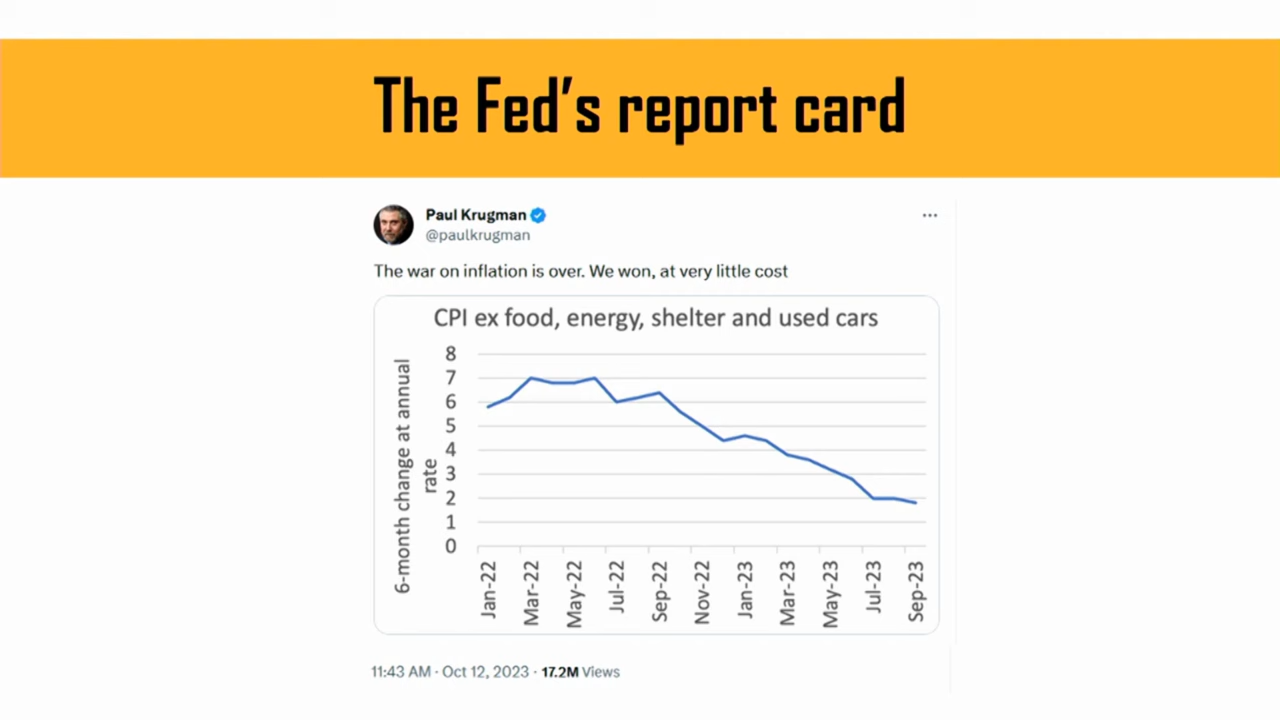 The Fed's report card
Paul Krugman
@paulkrugman
...
The war on inflation is over. We won, at very little cost
CPI ex food, energy, shelter and used cars
6-month change at annual
rate
8
7
6
5
4
3
2
1
0
Jan-22
Mar-22
May-22
Jul-22
Sep-22
Nov-22
Jan-23
Mar-23
May-23
Jul-23
Sep-23
11:43 AM · Oct 12, 2023 · 17.2M Views